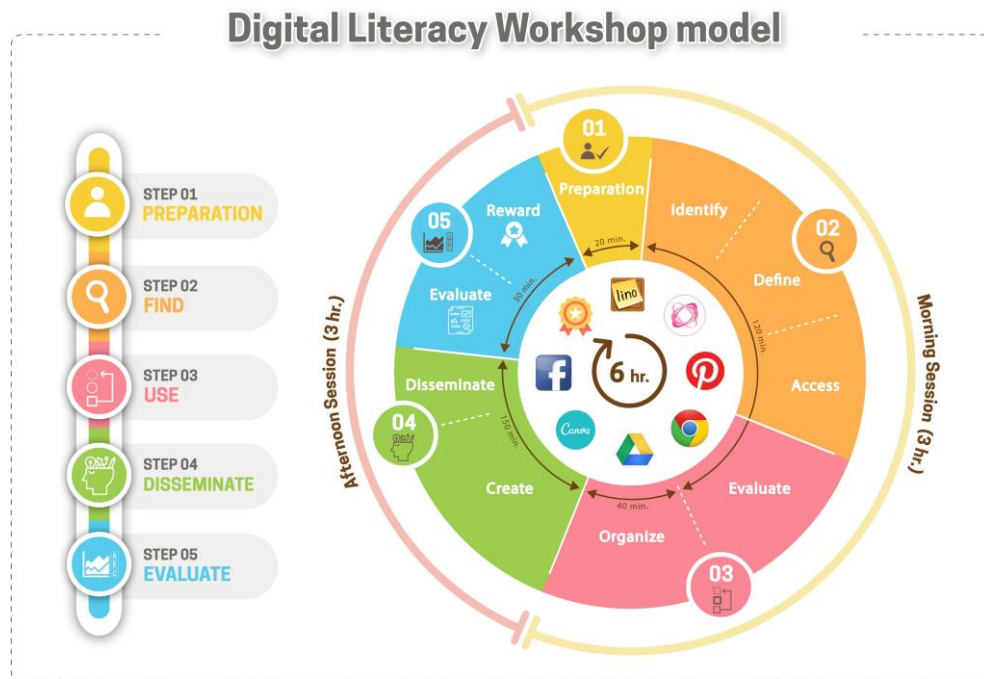 Digital Literacy Workshop model
STEP 01
PREPARATION
STEP 02
FIND
STEP 03
USE
STEP 04
DISSEMINATE
STEP 05
EVALUATE
Afternoon Session (3 hr.)
Morning Session (3 hr.)
01
Preparation
20 min.
02
Identify
Define
Access
120 min.
03
Evaluate
Organize
40 min.
04
Create
Disseminate
150 min.
05
Evaluate
Reward
30 min.
lino
Canva
6 hr.